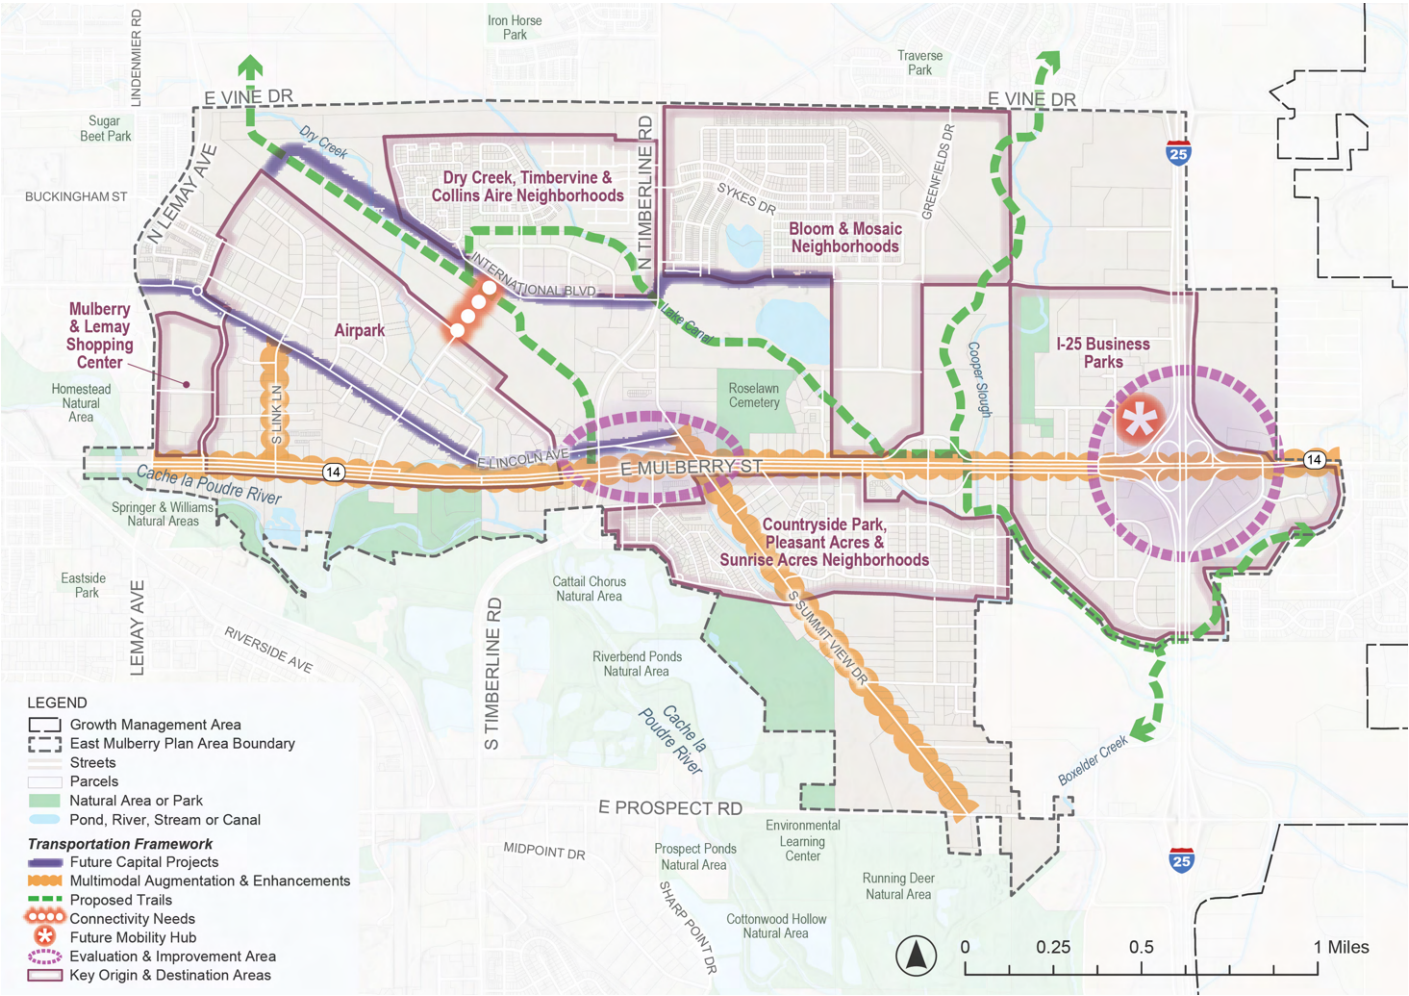 Iron Horse
Park
LINDENMIER RD
Traverse
Park
E VINE DR
E VINE DR
Sugar
Beet Park
Dry Creek
N TIMBERLINE RD
GREENFIELDS DR
25
N LEMAY AVE
BUCKINGHAM ST
Dry Creek, Timbervine &
Collins Aire Neighborhoods
SYKES DR
Bloom & Mosaic
Neighborhoods
INTERNATIONAL BLVD
Mulberry
& Lemay
Shopping
Center
Airpark
Lake Canal
Cooper Slough
I-25 Business
Parks
Homestead
Natural
Area
S LINK LN
Roselawn
Cemetery
E LINCOLN AVE
E MULBERRY ST
14
14
Cache la Poudre River
Springer & Williams
Natural Areas
Countryside Park,
Pleasant Acres &
Sunrise Acres Neighborhoods
Eastside
Park
Cattail Chorus
Natural Area
LEMAY AVE
S TIMBERLINE RD
S SUMMIT VIEW DR
RIVERSIDE AVE
Riverbend Ponds
Natural Area
Cache la
Poudre River
Boxelder Creek
E PROSPECT RD
MIDPOINT DR
Prospect Ponds
Natural Area
Environmental
Learning
Center
25
Running Deer
Natural Area
SHARP POINT DR
Cottonwood Hollow
Natural Area
LEGEND
Growth Management Area
East Mulberry Plan Area Boundary
Streets
Parcels
Natural Area or Park
Pond, River, Stream or Canal
Transportation Framework
Future Capital Projects
Multimodal Augmentation & Enhancements
Proposed Trails
Connectivity Needs
Future Mobility Hub
Evaluation & Improvement Area
Key Origin & Destination Areas
0 0.25 0.5 1 Miles